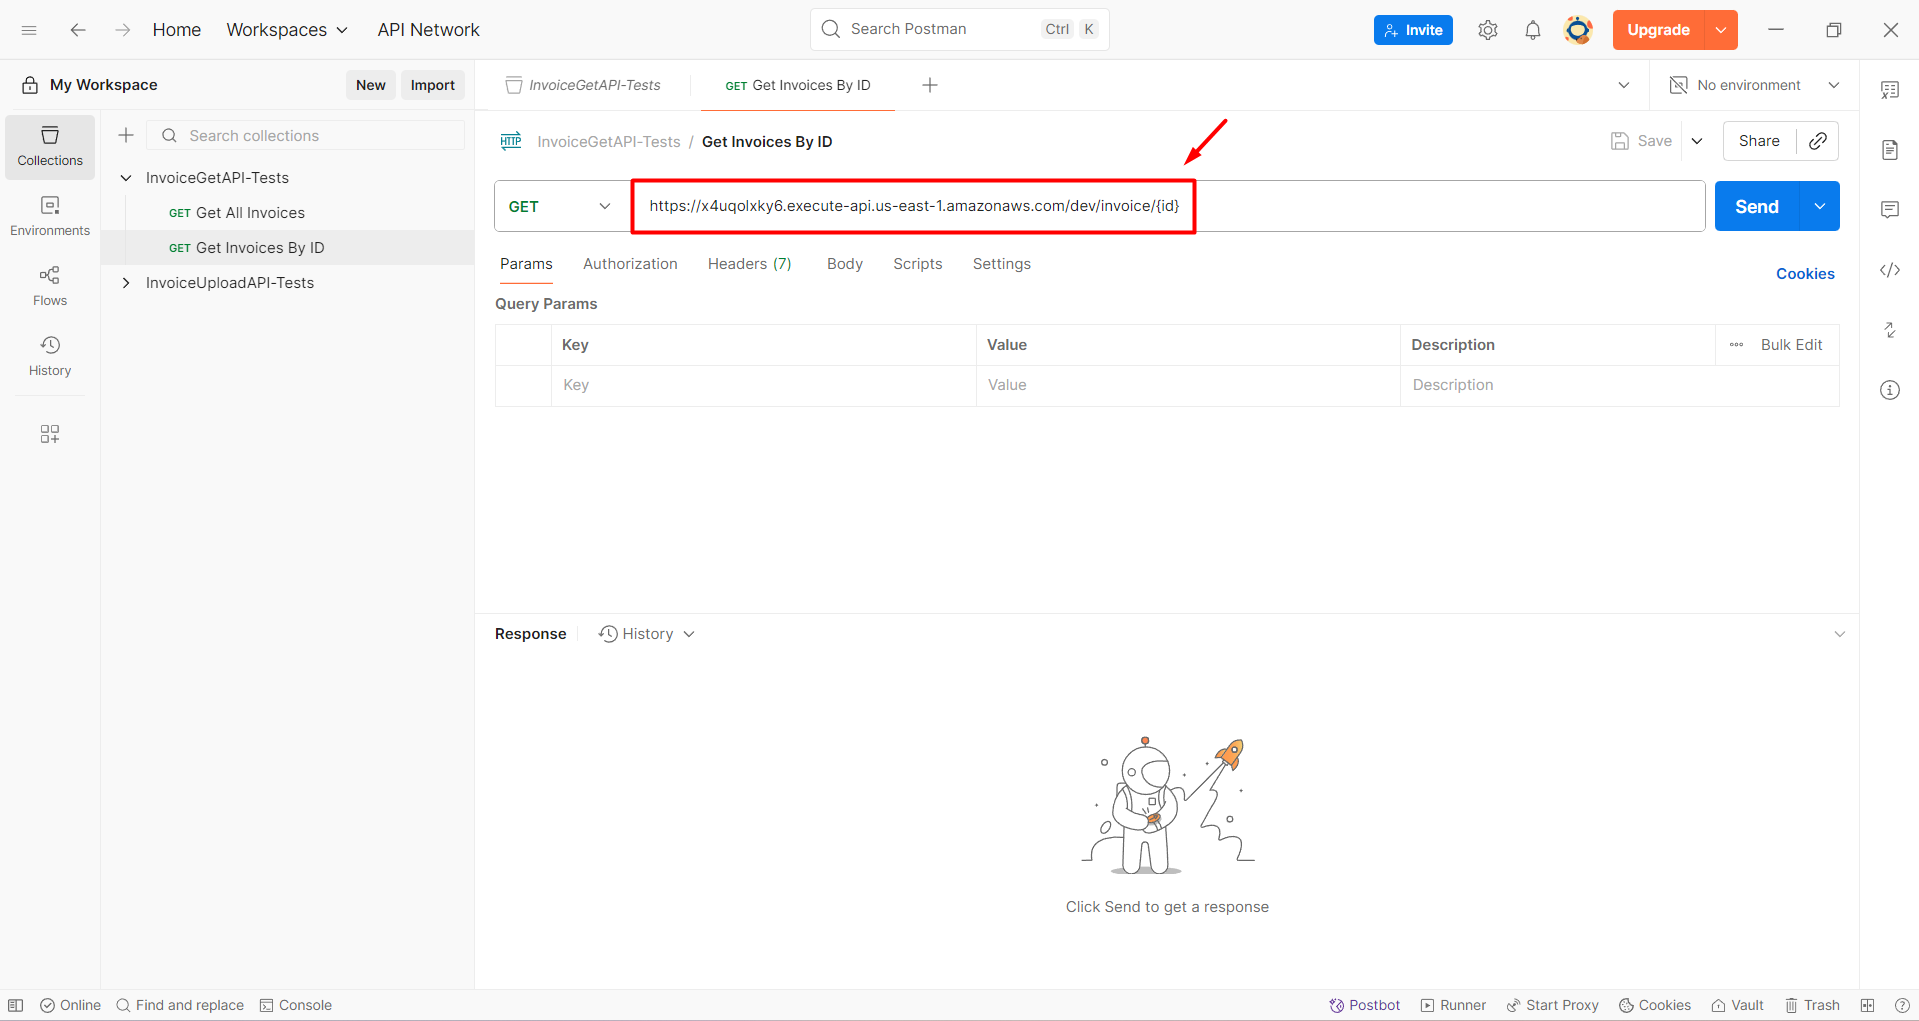 Home Workspaces API Network Search Postman Ctrl K Invite Upgrade
My Workspace New Import InvoiceGetAPI-Tests GET Get Invoices By ID No environment
Collections
Environments
Flows
History
Search collections
InvoiceGetAPI-Tests
GET Get All Invoices
GET Get Invoices By ID
InvoiceUploadAPI-Tests
HTTP InvoiceGetAPI-Tests / Get Invoices By ID Save Share
GET https://x4uqolxky6.execute-api.us-east-1.amazonaws.com/dev/invoice/{id} Send
Params Authorization Headers (7) Body Scripts Settings Cookies
Query Params
Key Value Description Bulk Edit
Key Value Description
Response History
Click Send to get a response
Online Find and replace Console Postbot Runner Start Proxy Cookies Vault Trash